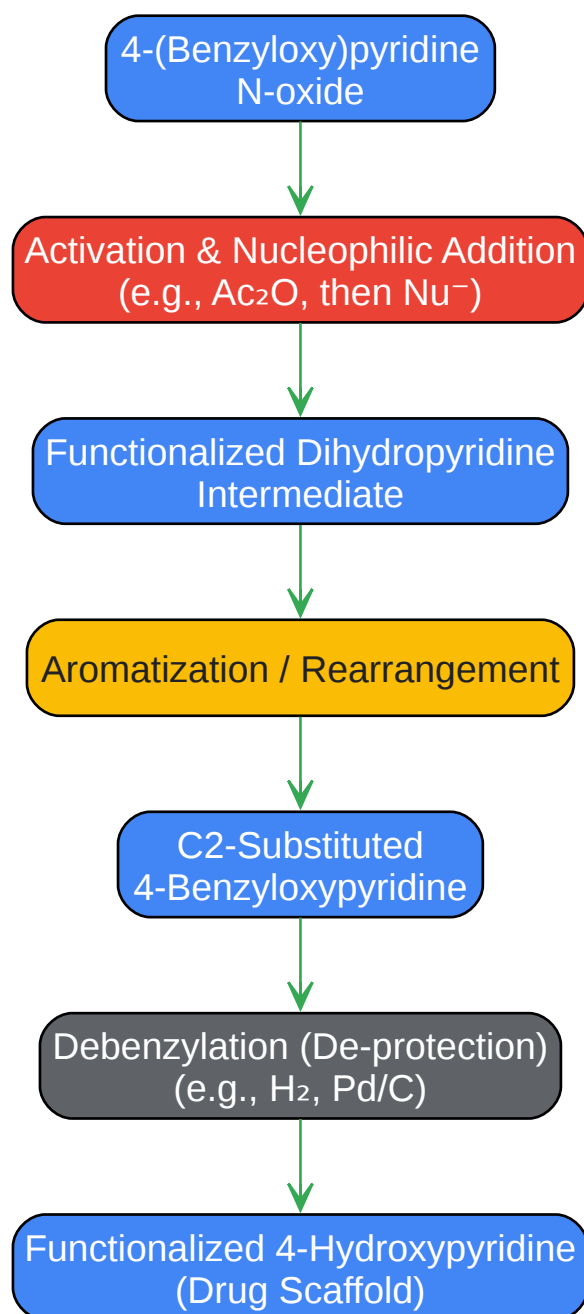 4-(Benzyloxy)pyridine
N-oxide
Activation & Nucleophilic Addition
(e.g., Ac₂O, then Nu⁻)
Functionalized Dihydropyridine
Intermediate
Aromatization / Rearrangement
C2-Substituted
4-Benzyloxypyridine
Debenzylation (De-protection)
(e.g., H₂, Pd/C)
Functionalized 4-Hydroxypyridine
(Drug Scaffold)